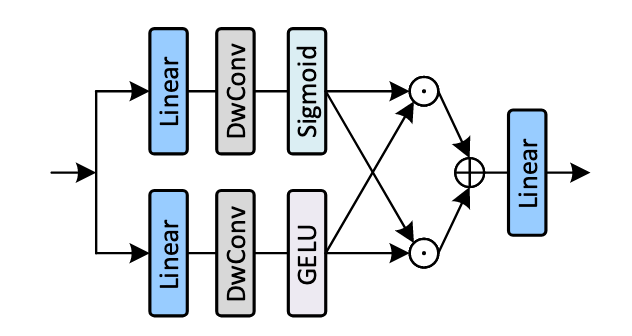 Linear
DwConv
Sigmoid
Linear
DwConv
GELU
Linear